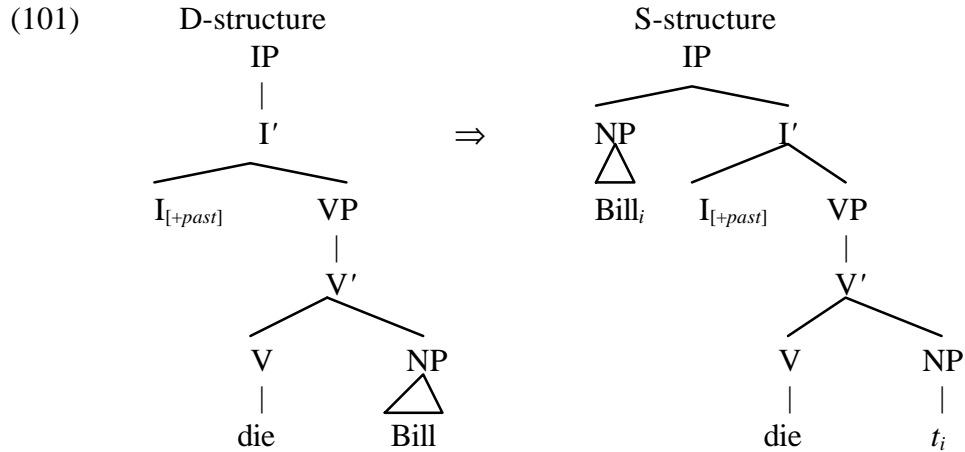 (101) D-structure S-structure
IP IP
I′ ⇒ NP I′
I[+past] VP Billi I[+past] VP
V′ V′
V NP V NP
die Bill die ti